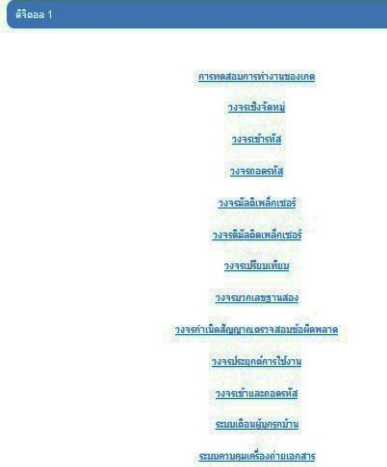 ดิจิตอล 1
การทดสอบการทำงานของเกต
วงจรเชิงจัดหมู่
วงจรเข้ารหัส
วงจรถอดรหัส
วงจรมัลติเพล็กเซอร์
วงจรดีมัลติเพล็กเซอร์
วงจรเปรียบเทียบ
วงจรบวกเลขฐานสอง
วงจรกำเนิดสัญญาณตรวจสอบข้อผิดพลาด
วงจรประยุกต์การใช้งาน
วงจรเข้าและถอดรหัส
ระบบเตือนผู้บุกรุกบ้าน
ระบบควบคุมเครื่องถ่ายเอกสาร